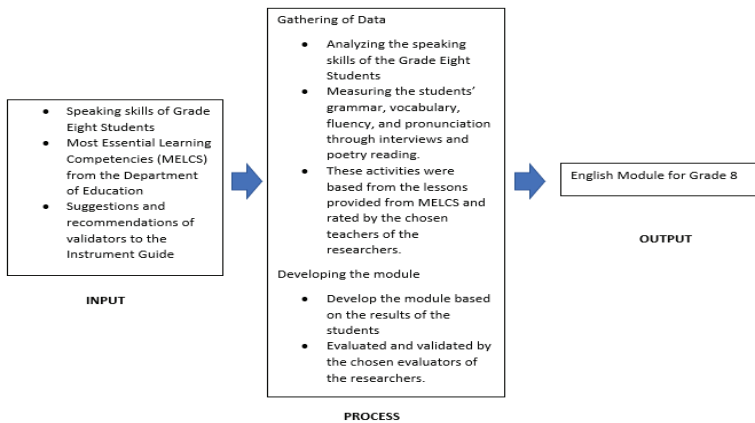 Speaking skills of Grade
Eight Students
Most Essential Learning
Competencies (MELCS)
from the Department
of Education
Suggestions and
recommendations of
validators to the
Instrument Guide
INPUT
Gathering of Data
Analyzing the speaking
skills of the Grade Eight
Students
Measuring the students’
grammar, vocabulary,
fluency, and pronunciation
through interviews and
poetry reading.
These activities were
based from the lessons
provided from MELCS and
rated by the chosen
teachers of the
researchers.
Developing the module
Develop the module based
on the results of the
students
Evaluated and validated by
the chosen evaluators of
the researchers.
PROCESS
English Module for Grade 8
OUTPUT